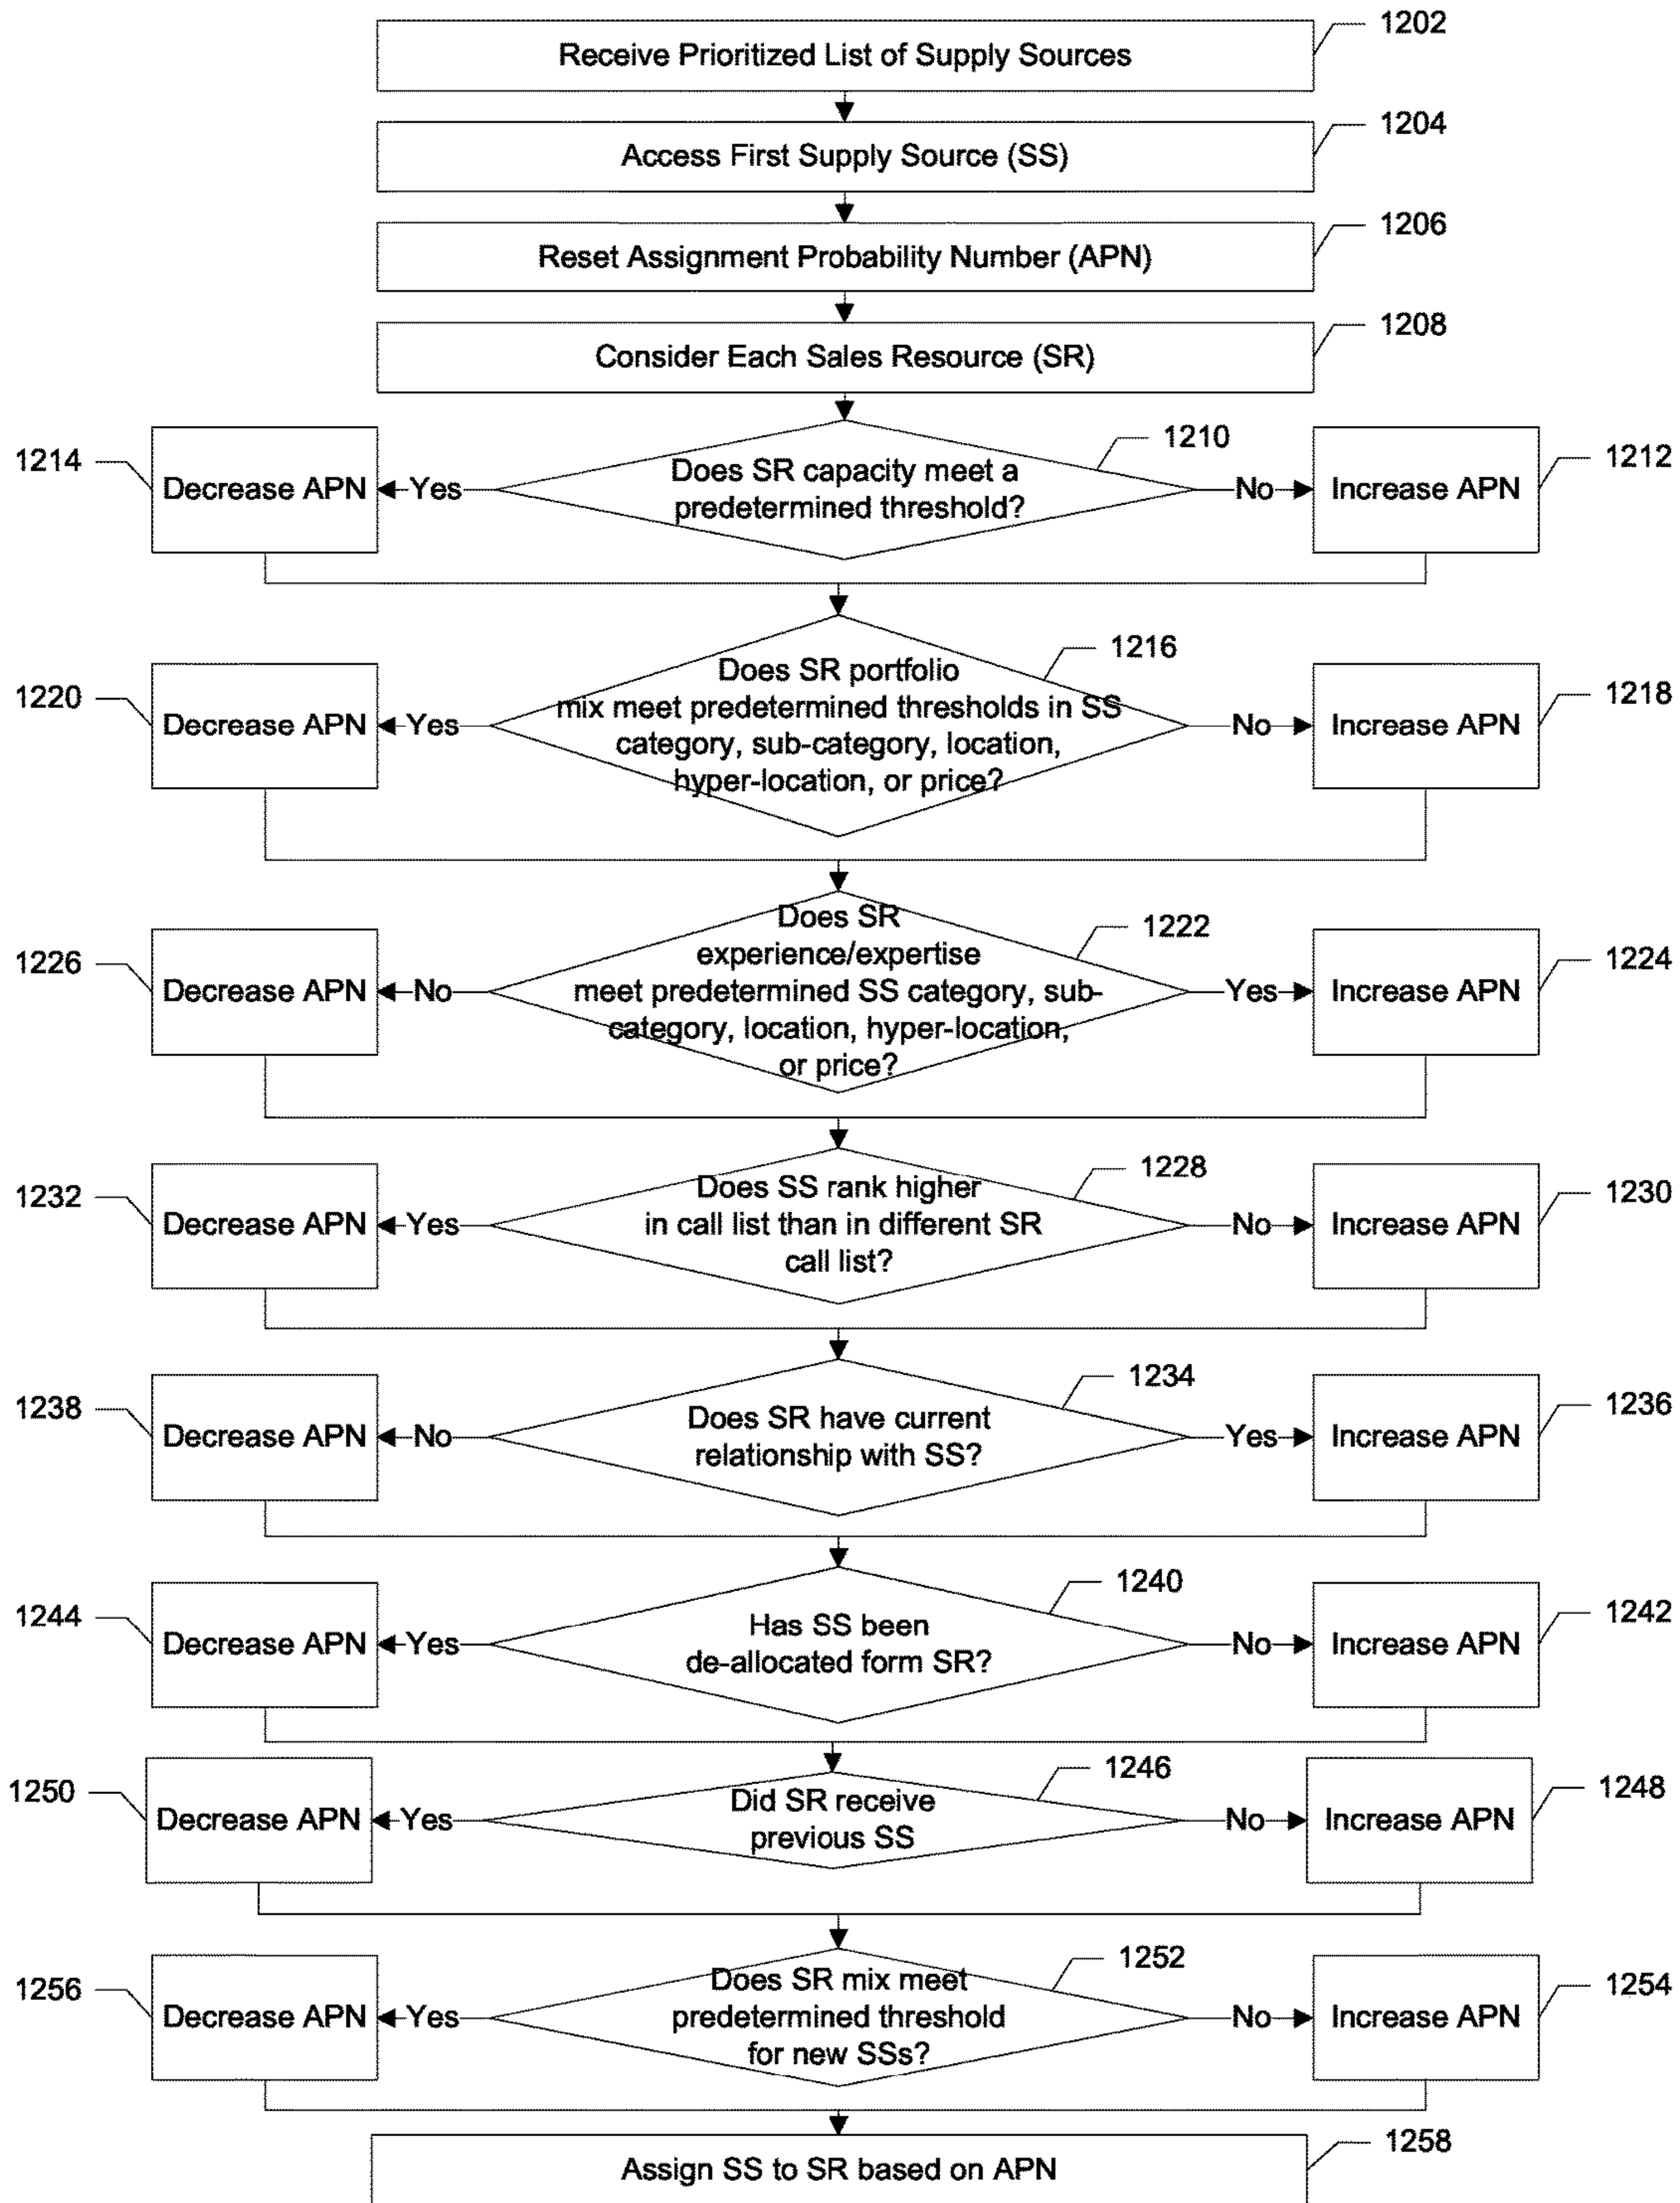 1202
Receive Prioritized List of Supply Sources
1204
Access First Supply Source (SS)
1206
Reset Assignment Probability Number (APN)
1208
Consider Each Sales Resource (SR)
1210
1214
Decrease APN
Yes
Does SR capacity meet a
predetermined threshold?
No
Increase APN
1212
1216
1220
Decrease APN
Yes
Does SR portfolio
mix meet predetermined thresholds in SS
category, sub-category, location,
hyper-location, or price?
No
Increase APN
1218
1222
1226
Decrease APN
No
Does SR
experience/expertise
meet predetermined SS category, sub-
category, location, hyper-location,
or price?
Yes
Increase APN
1224
1228
1232
Decrease APN
Yes
Does SS rank higher
in call list than in different SR
call list?
No
Increase APN
1230
1234
1238
Decrease APN
No
Does SR have current
relationship with SS?
Yes
Increase APN
1236
1240
1244
Decrease APN
Yes
Has SS been
de-allocated form SR?
No
Increase APN
1242
1246
1250
Decrease APN
Yes
Did SR receive
previous SS
No
Increase APN
1248
1252
1256
Decrease APN
Yes
Does SR mix meet
predetermined threshold
for new SSs?
No
Increase APN
1254
1258
Assign SS to SR based on APN